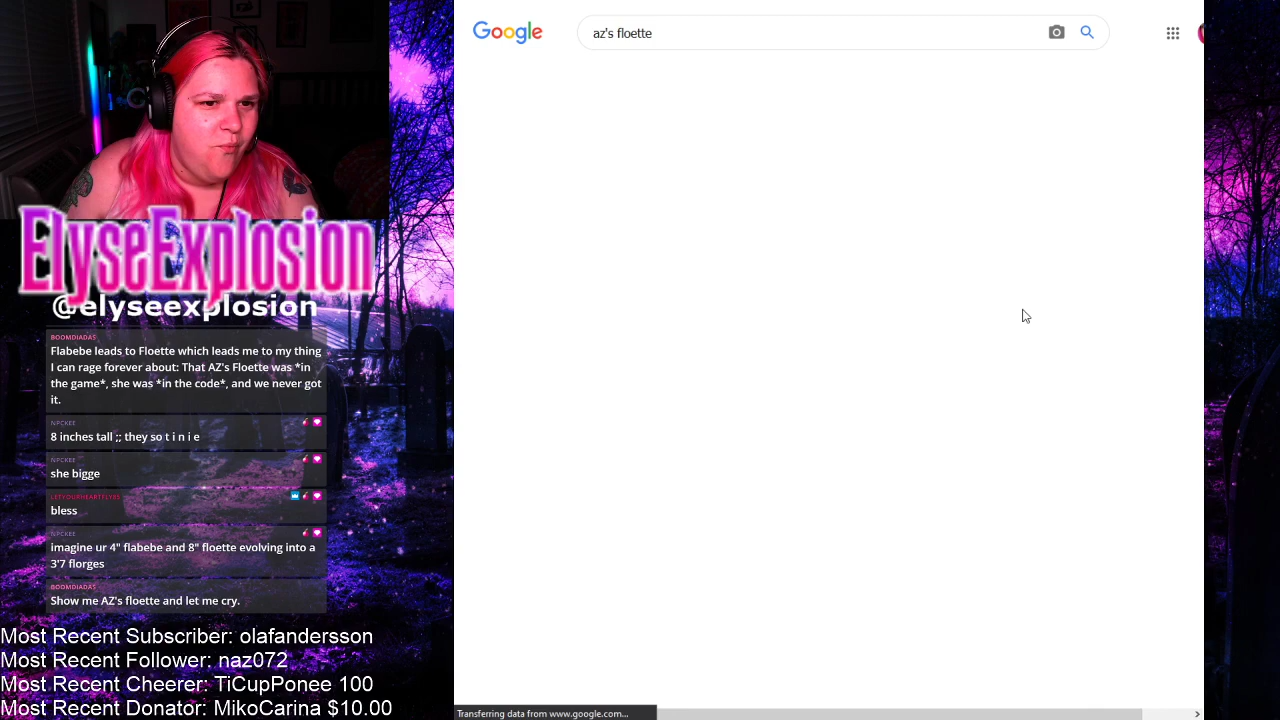 Google
az's floette
ElyseExplosion
@elyseexplosion
BOOMDIADAS
Flabebe leads to Floette which leads me to my thing
I can rage forever about: That AZ's Floette was *in
the game*, she was *in the code*, and we never got
it.
NPCKEE
8 inches tall ;; they so t i n i e
NPCKEE
she bigge
LETYOURHEARTFLY85
bless
NPCKEE
imagine ur 4" flabebe and 8" floette evolving into a
3'7 florges
BOOMDIADAS
Show me AZ's floette and let me cry.
Most Recent Subscriber: olafandersson
Most Recent Follower: naz072
Most Recent Cheerer: TiCupPonee 100
Most Recent Donator: MikoCarina $10.00
Transferring data from www.google.com...